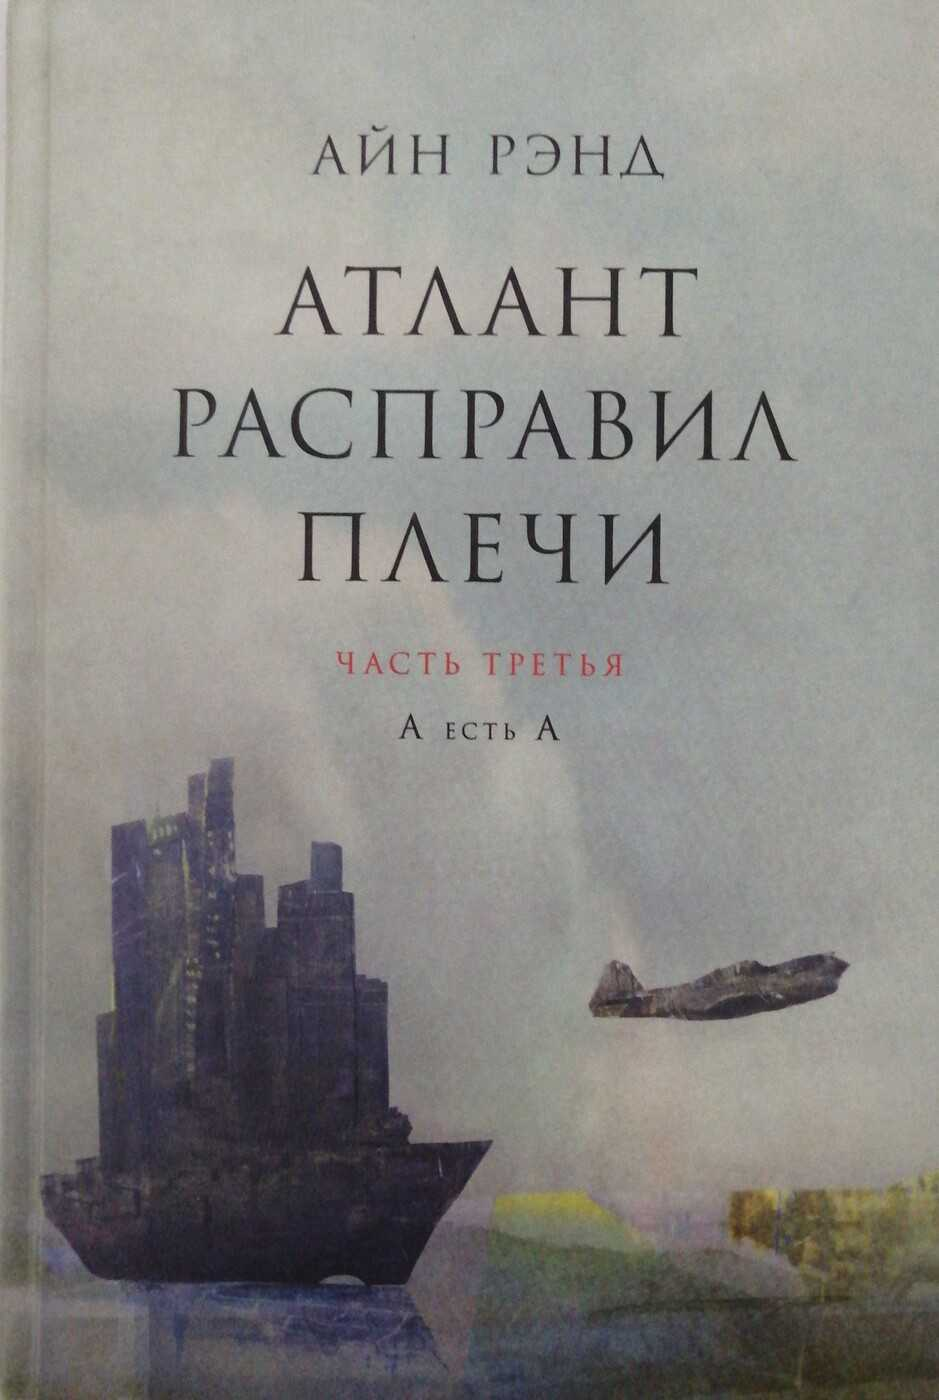 АЙН РЭНД
АТЛАНТ
РАСПРАВИЛ
ПЛЕЧИ
ЧАСТЬ ТРЕТЬЯ
А есть А